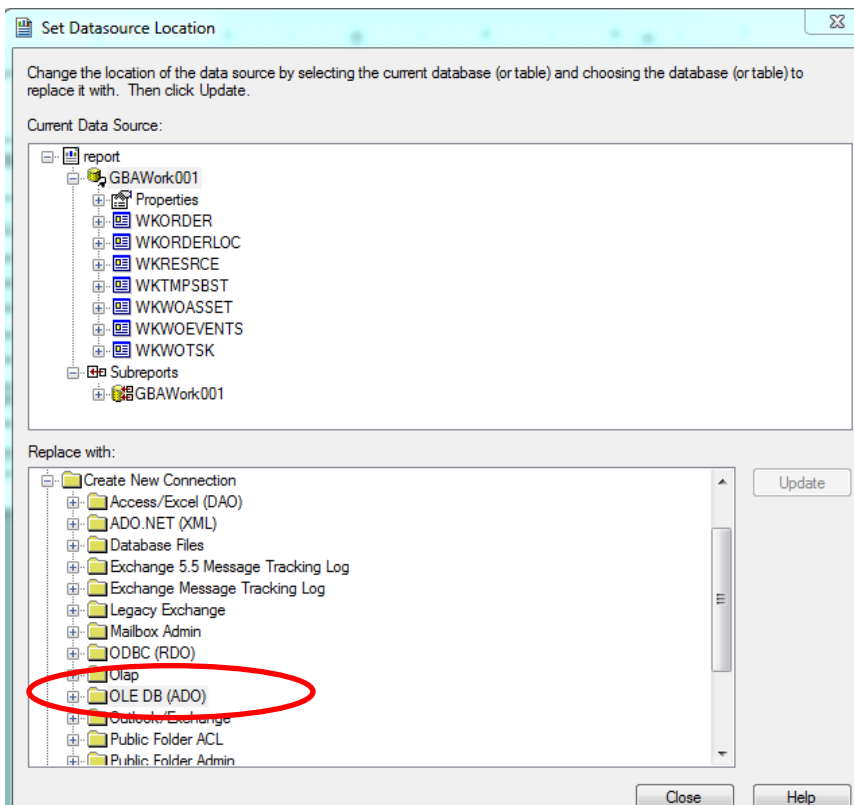 Set Datasource Location
Change the location of the data source by selecting the current database (or table) and choosing the database (or table) to
replace it with. Then click Update.
Current Data Source:
report
GBAWork001
Properties
WKORDER
WKORDERLOC
WKRESRCE
WKTMPSBST
WKWOASSET
WKWOEVENTS
WKWOTSK
Subreports
GBAWork001
Replace with:
Create New Connection
Update
Access/Excel (DAO)
ADO.NET (XML)
Database Files
Exchange 5.5 Message Tracking Log
Exchange Message Tracking Log
Legacy Exchange
Mailbox Admin
ODBC (RDO)
Olap
OLE DB (ADO)
Outlook/Exchange
Public Folder ACL
Public Folder Admin
Close Help